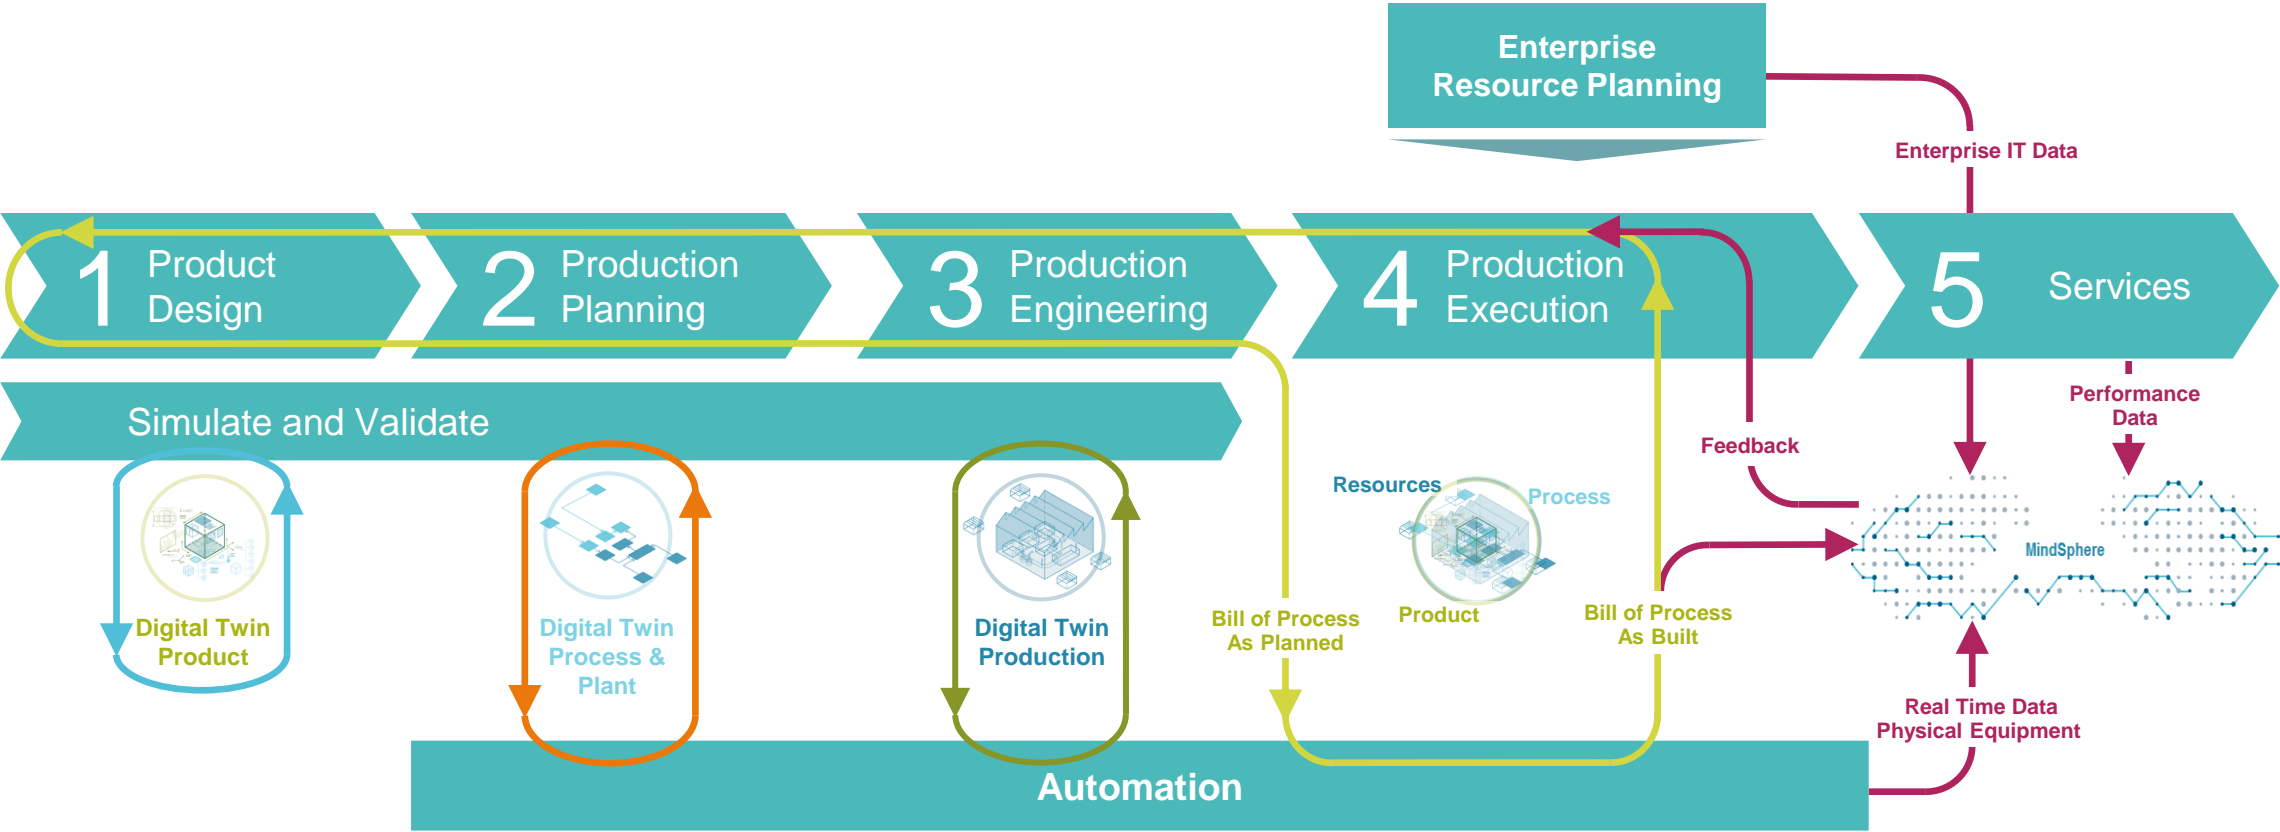 Enterprise
Resource Planning
Enterprise IT Data
1 Product
Design
2 Production
Planning
3 Production
Engineering
4 Production
Execution
5 Services
Simulate and Validate
Performance
Data
Feedback
Resources
Process
Product
MindSphere
Digital Twin
Product
Digital Twin
Process &
Plant
Digital Twin
Production
Bill of Process
As Planned
Bill of Process
As Built
Real Time Data
Physical Equipment
Automation